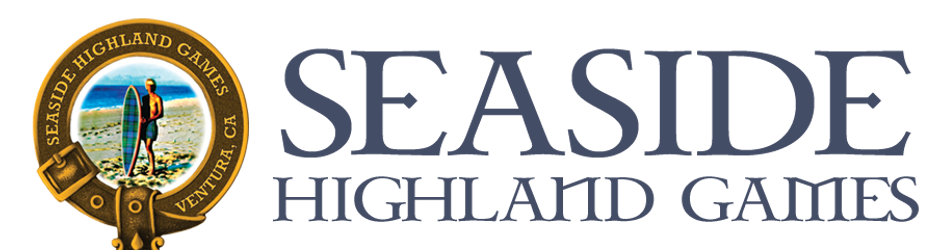 SEASIDE HIGHLAND GAMES
VENTURA, CA
SEASIDE
HIGHLAND GAMES